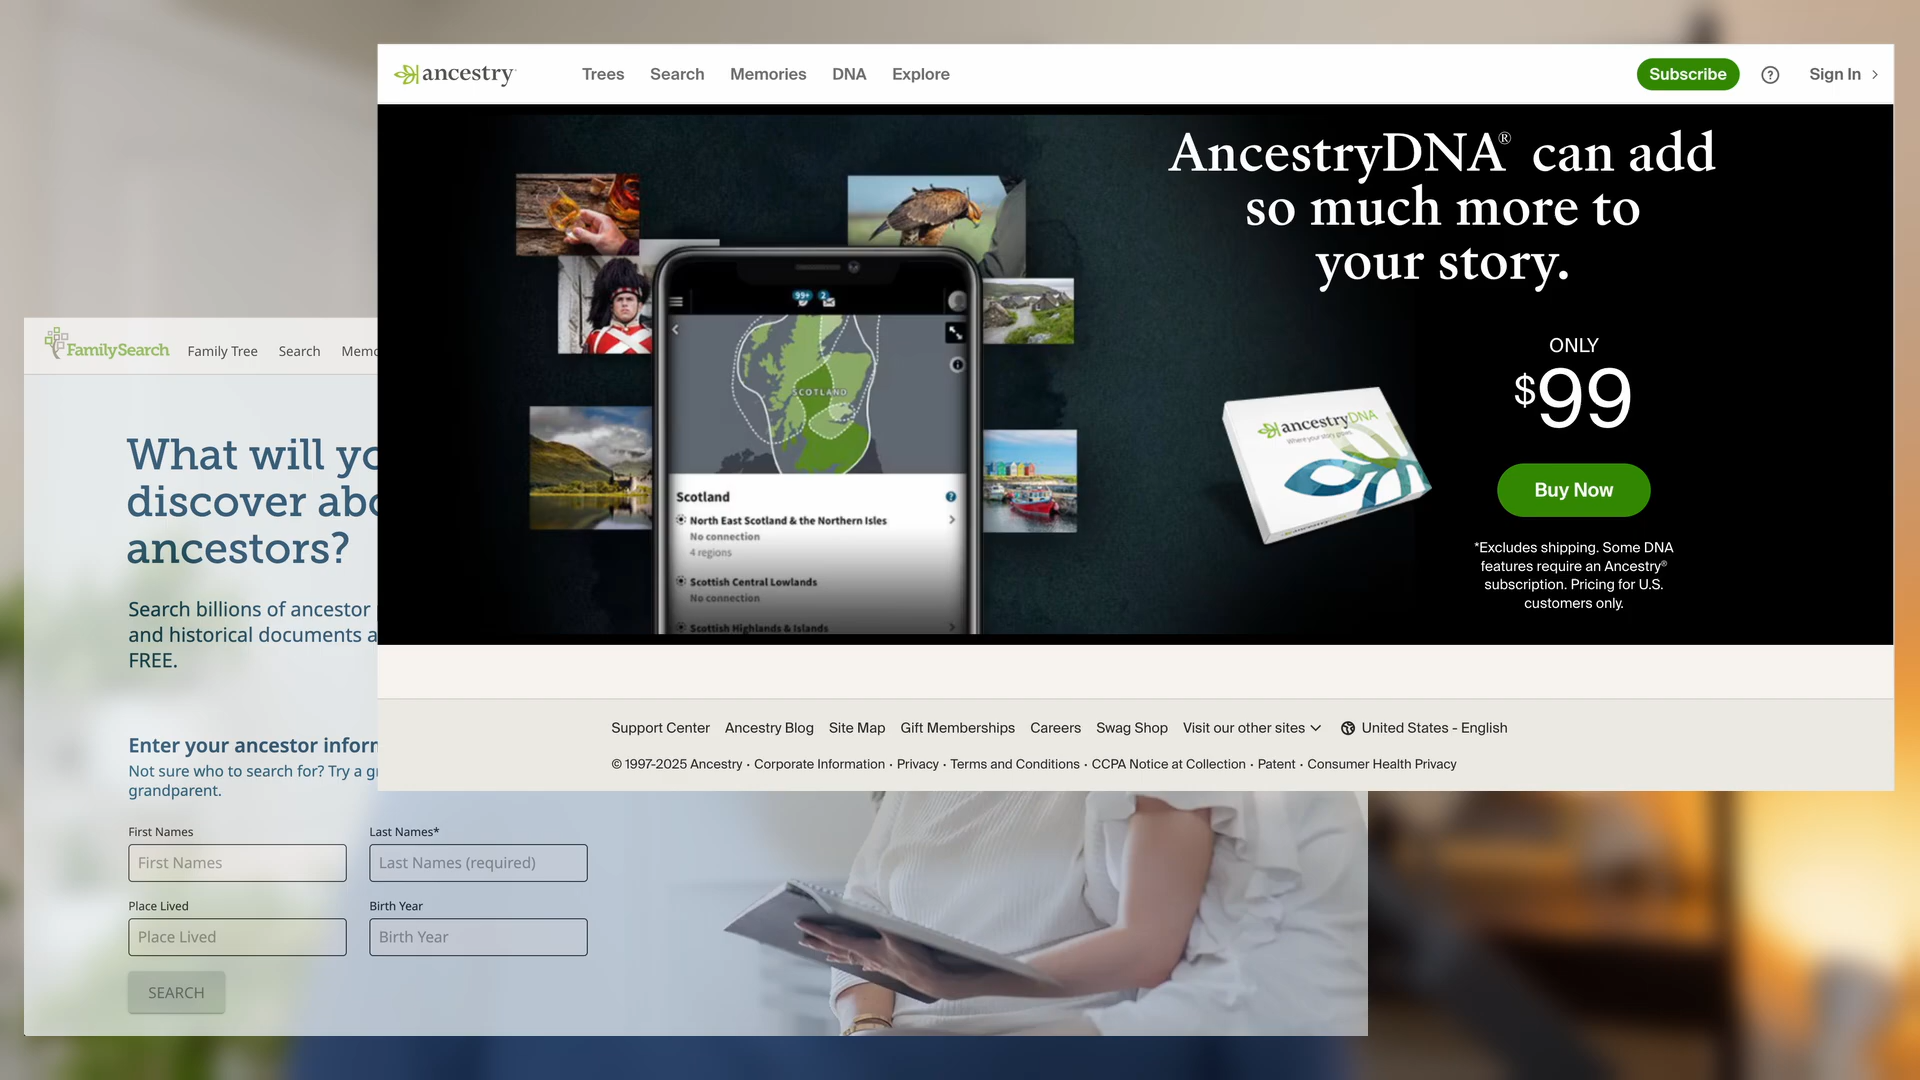 ancestry
Trees Search Memories DNA Explore
Subscribe
? Sign In
AncestryDNA® can add
so much more to
your story.
ONLY
$99
Buy Now
*Excludes shipping. Some DNA
features require an Ancestry®
subscription. Pricing for U.S.
customers only.
ancestryDNA
99+ 2
SCOTLAND
Scotland
?
North East Scotland & the Northern Isles
No connection
4 regions
Scottish Central Lowlands
No connection
Scottish Highlands & Islands
Support Center Ancestry Blog Site Map Gift Memberships Careers Swag Shop Visit our other sites United States - English
© 1997-2025 Ancestry · Corporate Information · Privacy · Terms and Conditions · CCPA Notice at Collection · Patent · Consumer Health Privacy
FamilySearch
Family Tree Search
What will
discover
ancestors?
Search billions of ancestor
and historical documents
FREE.
Enter your ancestor
Not sure who to search for? Try a
grandparent.
First Names Last Names*
First Names Last Names (required)
Place Lived Birth Year
Place Lived Birth Year
SEARCH